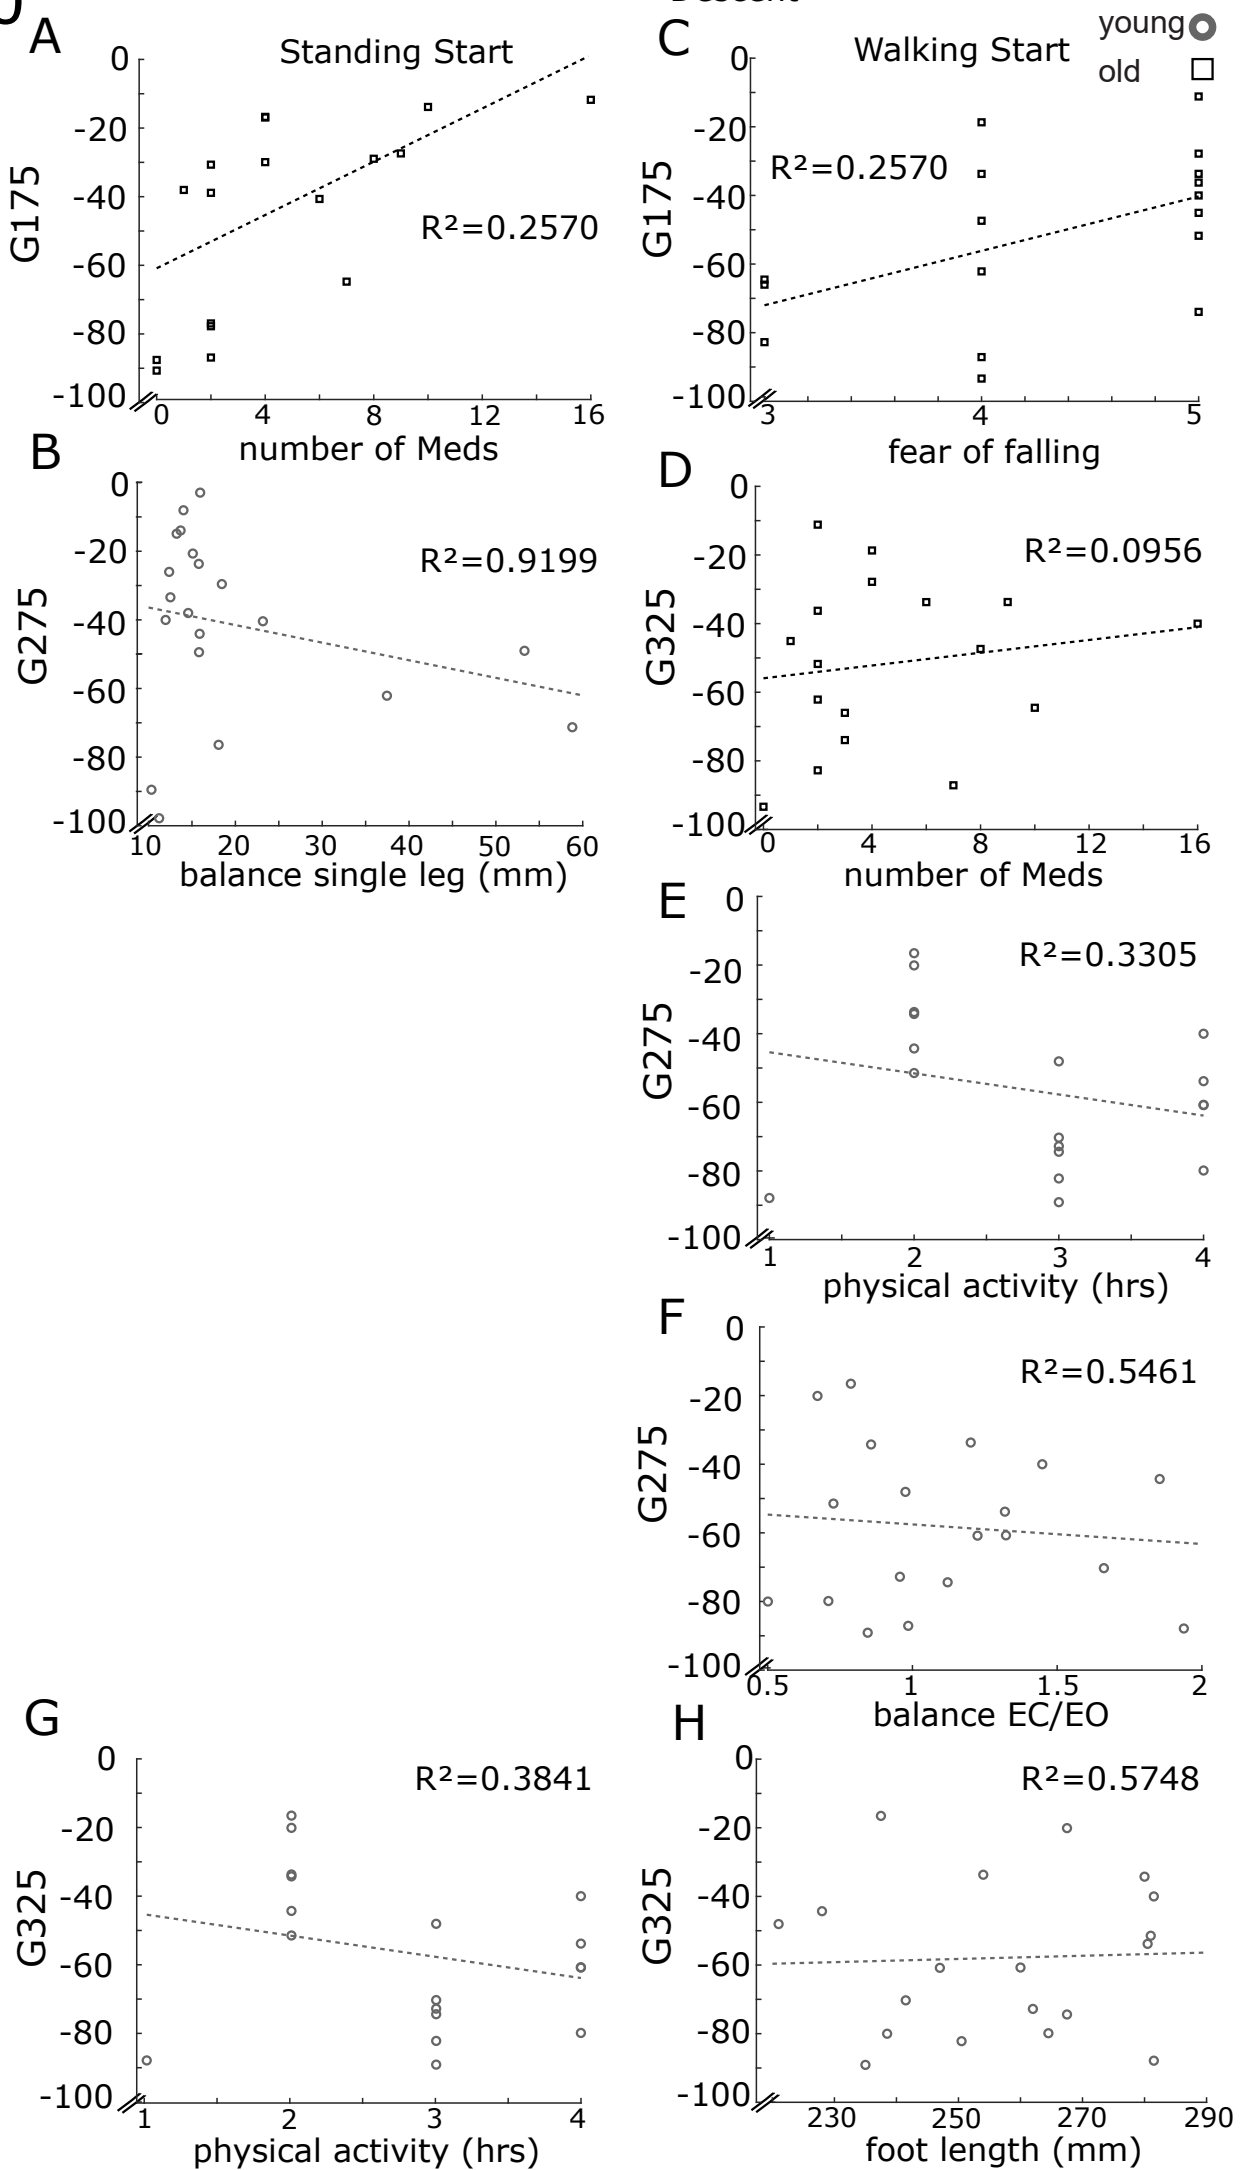 A
Standing Start
0
-20
-40
-60
-80
-100
G175
R²=0.2570
0 4 8 12 16
number of Meds
C
Walking Start
young
old
0
-20
-40
-60
-80
-100
G175
R²=0.2570
3 4 5
fear of falling
B
0
-20
-40
-60
-80
-100
G275
R²=0.9199
10 20 30 40 50 60
balance single leg (mm)
D
0
-20
-40
-60
-80
-100
G325
R²=0.0956
0 4 8 12 16
number of Meds
E
0
-20
-40
-60
-80
-100
G275
R²=0.3305
1 2 3 4
physical activity (hrs)
F
0
-20
-40
-60
-80
-100
G275
R²=0.5461
0.5 1 1.5 2
balance EC/EO
G
0
-20
-40
-60
-80
-100
G325
R²=0.3841
1 2 3 4
physical activity (hrs)
H
0
-20
-40
-60
-80
-100
G325
R²=0.5748
230 250 270 290
foot length (mm)